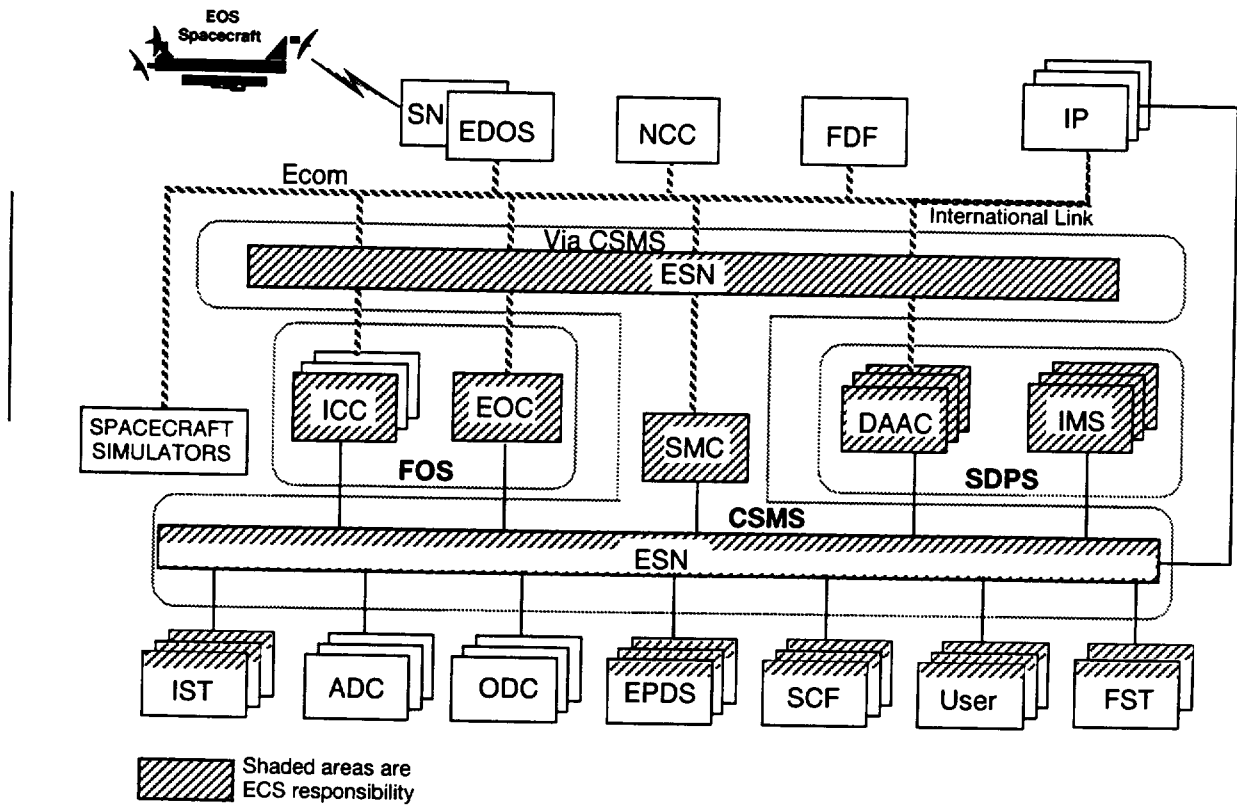 EOS
Spacecraft
SN
EDOS
NCC
FDF
IP
Ecom
International Link
Via CSMS
ESN
ICC
EOC
SMC
DAAC
IMS
SPACECRAFT
SIMULATORS
FOS
SDPS
CSMS
ESN
IST
ADC
ODC
EPDS
SCF
User
FST
Shaded areas are
ECS responsibility